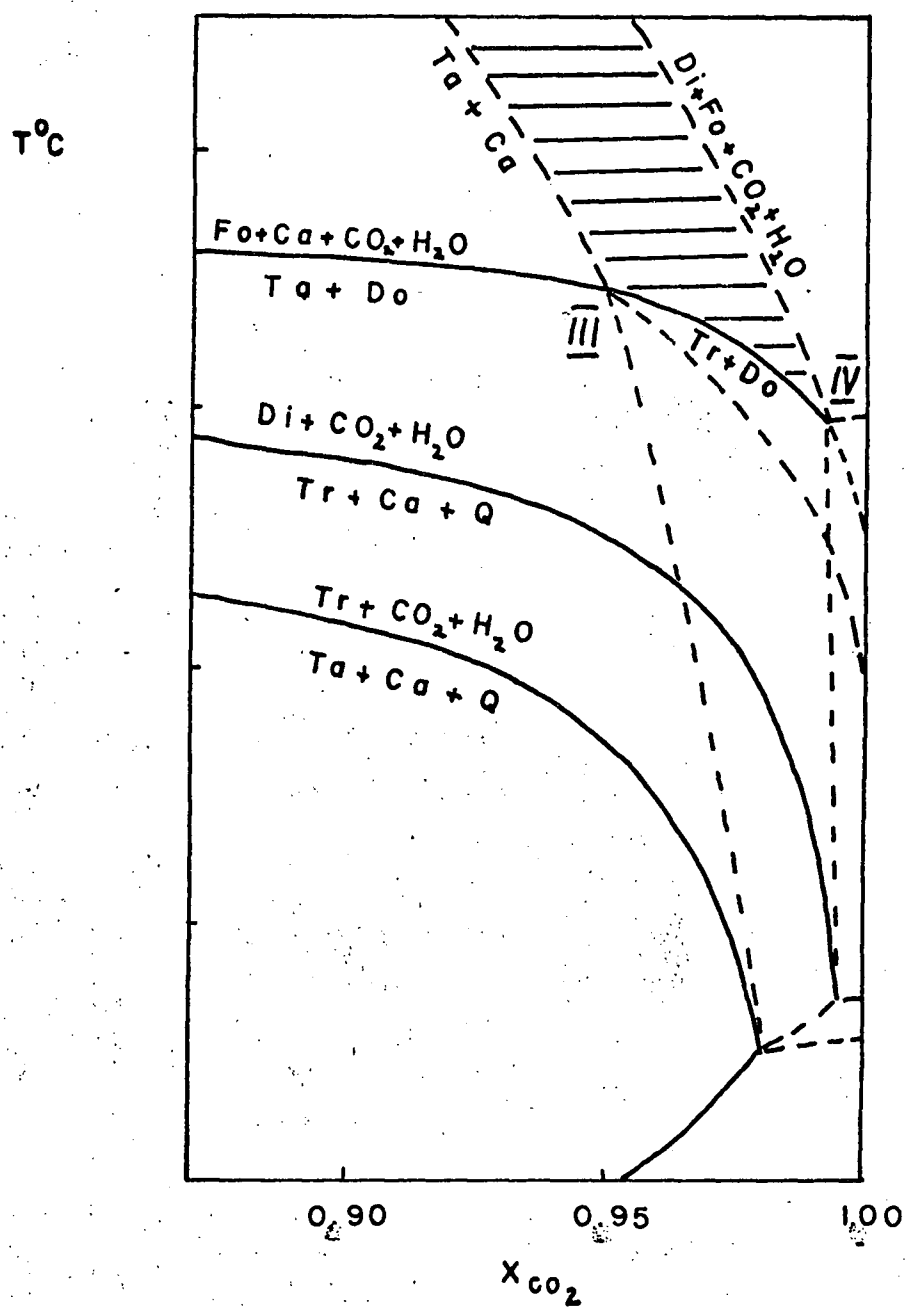 T°C
Ta + Ca
Di+Fo+CO₂+H₂O
Fo+Ca+CO₂+H₂O
Ta + Do
III
Tr+Do
IV
Di+CO₂+H₂O
Tr+Ca+Q
Tr+CO₂+H₂O
Ta+Ca+Q
0.90
0.95
1.00
X CO₂